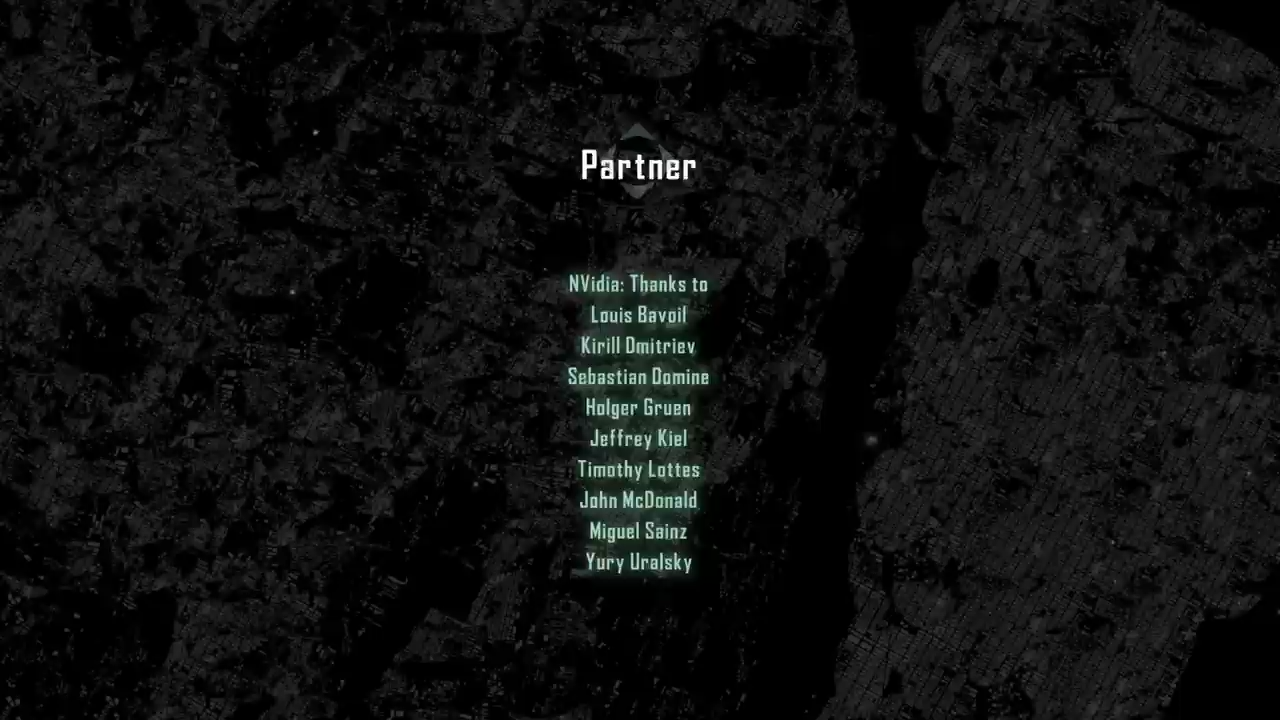 Partner
NVidia: Thanks to
Louis Bavoil
Kirill Dmitriev
Sebastian Domine
Holger Gruen
Jeffrey Kiel
Timothy Lottes
John McDonald
Miguel Sainz
Yury Uralsky